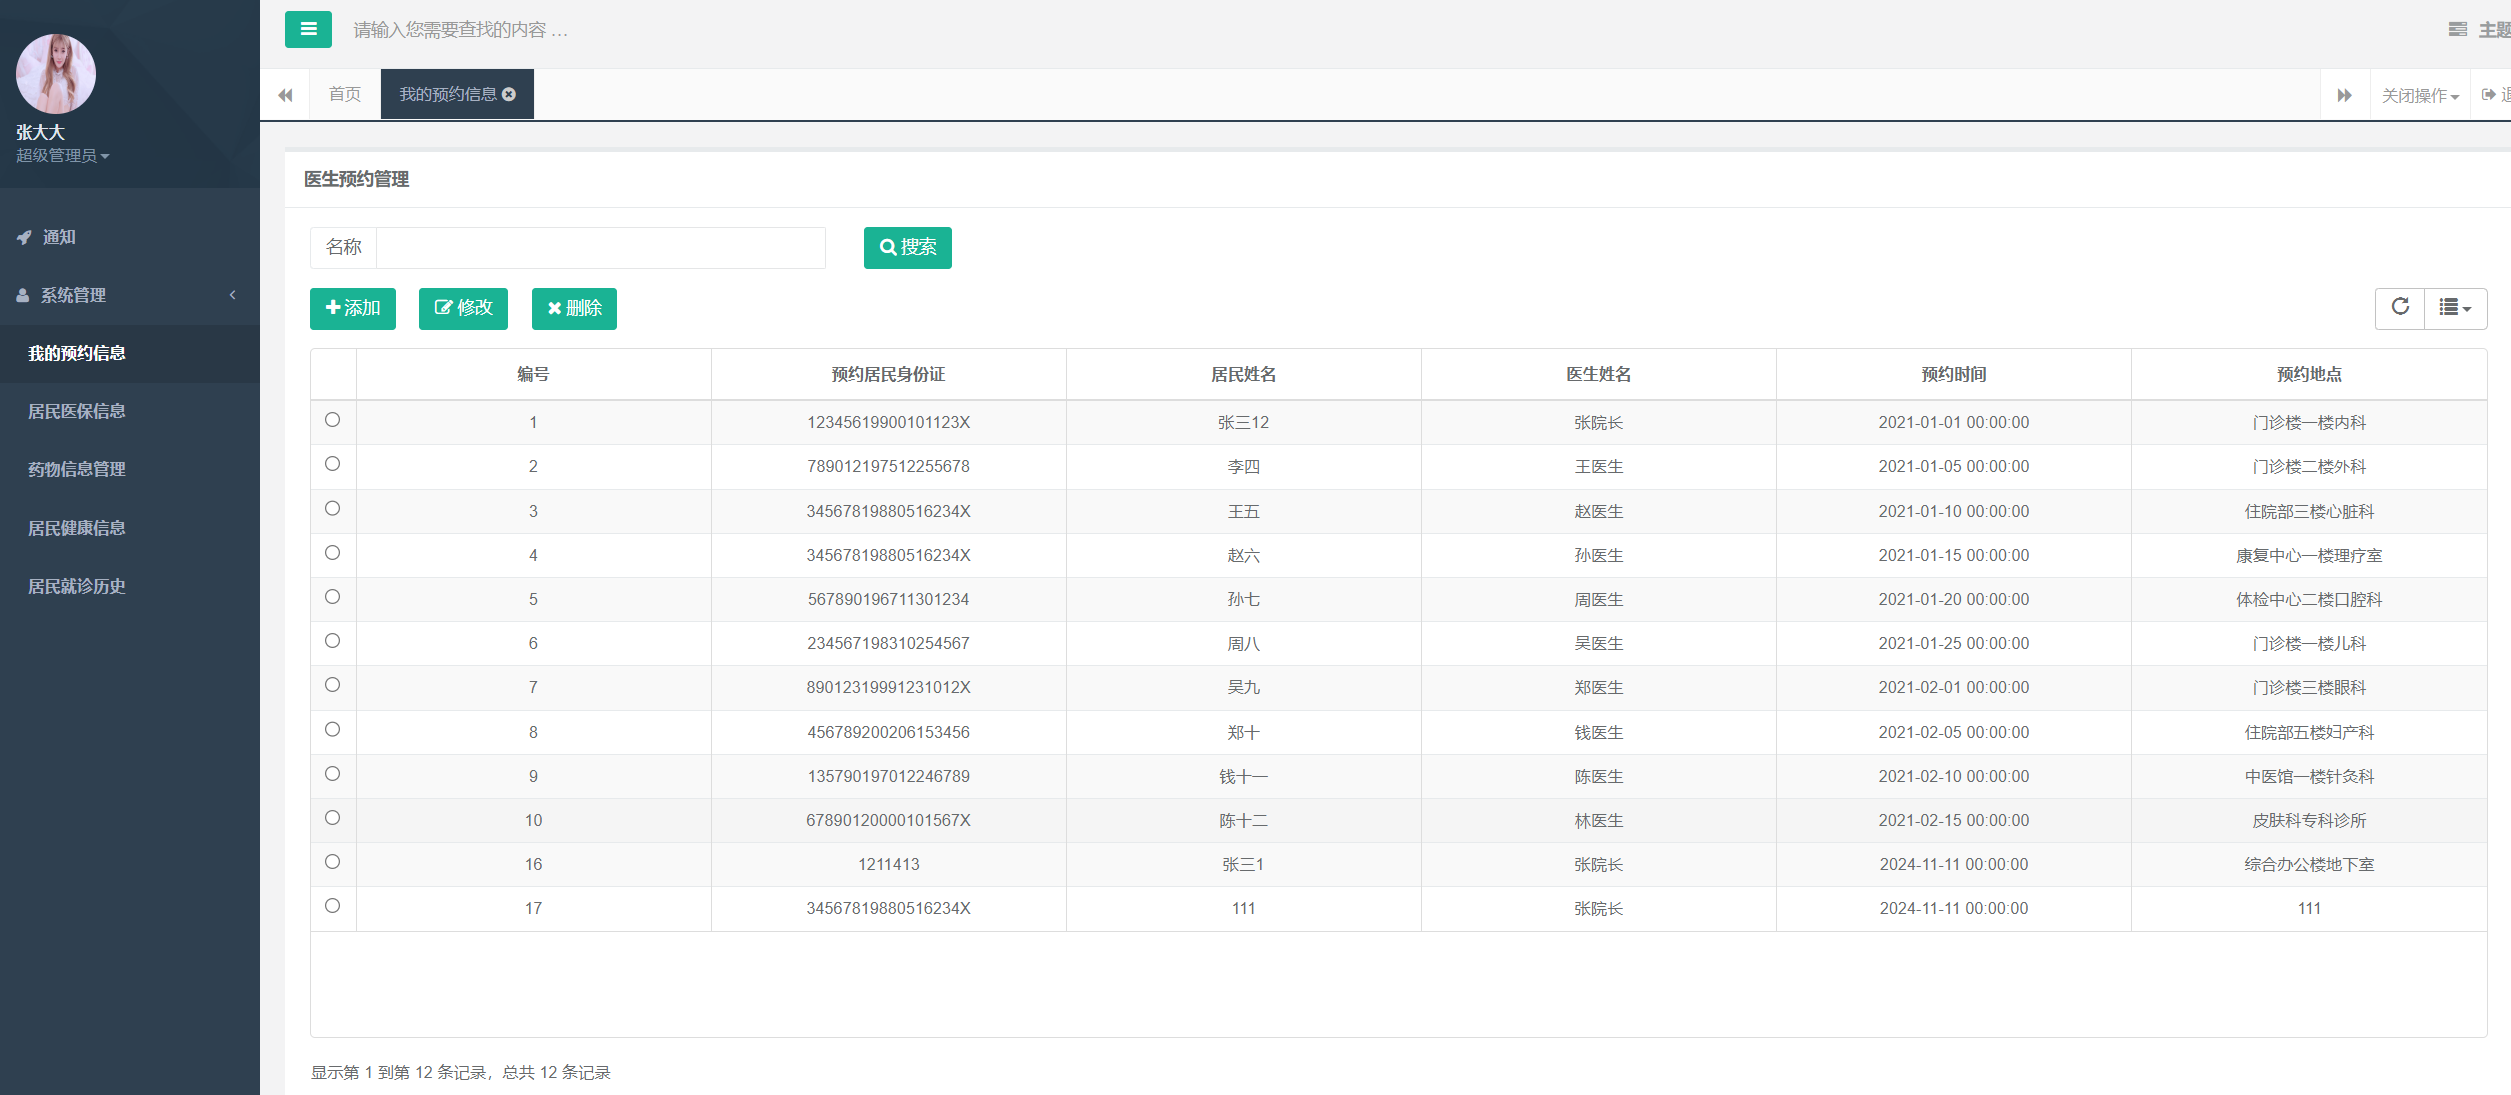 请输入您需要查找的内容 …
主题
首页
我的预约信息
关闭操作
张大大
超级管理员
通知
系统管理
我的预约信息
居民医保信息
药物信息管理
居民健康信息
居民就诊历史
医生预约管理
名称
搜索
添加 修改 删除
编号 预约居民身份证 居民姓名 医生姓名 预约时间 预约地点
1 12345619900101123X 张三12 张院长 2021-01-01 00:00:00 门诊楼一楼内科
2 789012197512255678 李四 王医生 2021-01-05 00:00:00 门诊楼二楼外科
3 34567819880516234X 王五 赵医生 2021-01-10 00:00:00 住院部三楼心脏科
4 34567819880516234X 赵六 孙医生 2021-01-15 00:00:00 康复中心一楼理疗室
5 567890196711301234 孙七 周医生 2021-01-20 00:00:00 体检中心二楼口腔科
6 234567198310254567 周八 吴医生 2021-01-25 00:00:00 门诊楼一楼儿科
7 89012319991231012X 吴九 郑医生 2021-02-01 00:00:00 门诊楼三楼眼科
8 456789200206153456 郑十 钱医生 2021-02-05 00:00:00 住院部五楼妇产科
9 135790197012246789 钱十一 陈医生 2021-02-10 00:00:00 中医馆一楼针灸科
10 67890120000101567X 陈十二 林医生 2021-02-15 00:00:00 皮肤科专科诊所
16 1211413 张三1 张院长 2024-11-11 00:00:00 综合办公楼地下室
17 34567819880516234X 111 张院长 2024-11-11 00:00:00 111
显示第 1 到第 12 条记录，总共 12 条记录